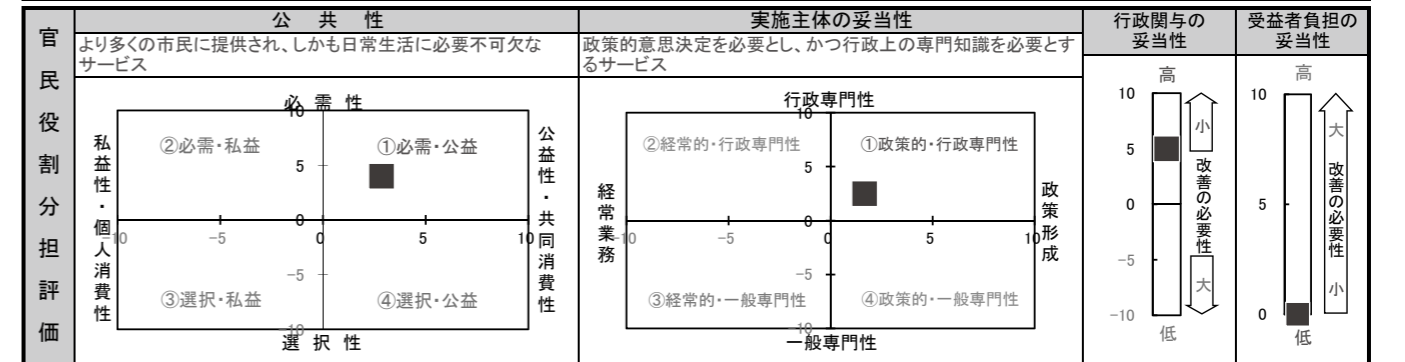 官民役割分担評価
公共性
より多くの市民に提供され、しかも日常生活に必要不可欠な
サービス
必需性
10
②必需・私益
①必需・公益
5
私益性・個人消費性
公益性・共同消費性
0
-10
-5
0
5
10
-5
③選択・私益
④選択・公益
-10
選択性
実施主体の妥当性
政策的意思決定を必要とし、かつ行政上の専門知識を必要とす
るサービス
行政専門性
10
②経常的・行政専門性
①政策的・行政専門性
5
経常業務
政策形成
0
-10
-5
0
5
10
-5
③経常的・一般専門性
④政策的・一般専門性
-10
一般専門性
行政関与の
妥当性
高
10
5
0
-5
-10
小
改善の必要性
大
低
受益者負担の
妥当性
高
10
5
0
大
改善の必要性
小
低